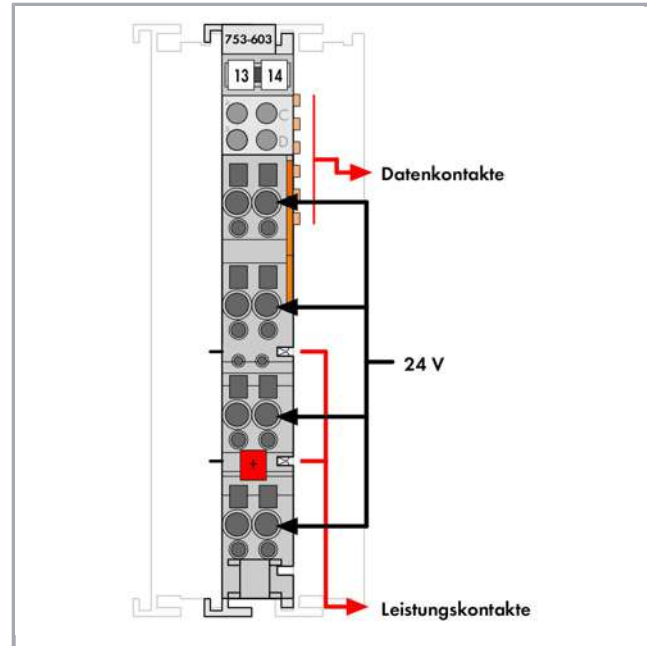 753-603
13 14
C
D
Datenkontakte
24 V
+
Leistungskontakte